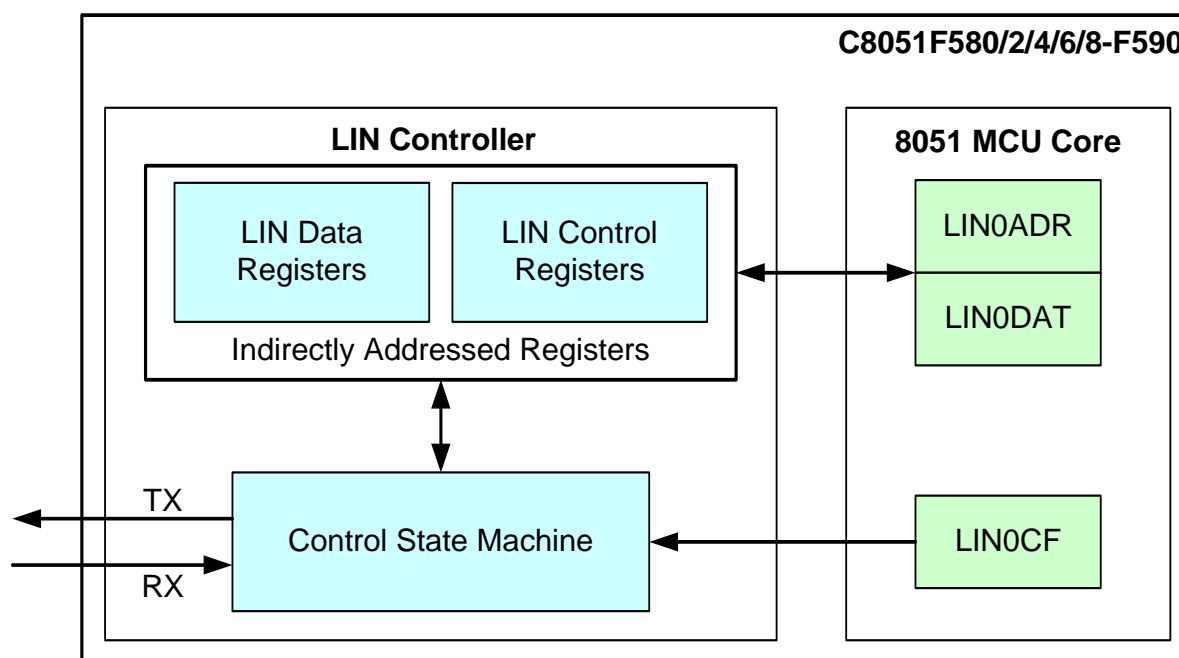 C8051F580/2/4/6/8-F590
LIN Controller
8051 MCU Core
LIN Data
Registers
LIN Control
Registers
LIN0ADR
LIN0DAT
Indirectly Addressed Registers
TX
RX
Control State Machine
LIN0CF